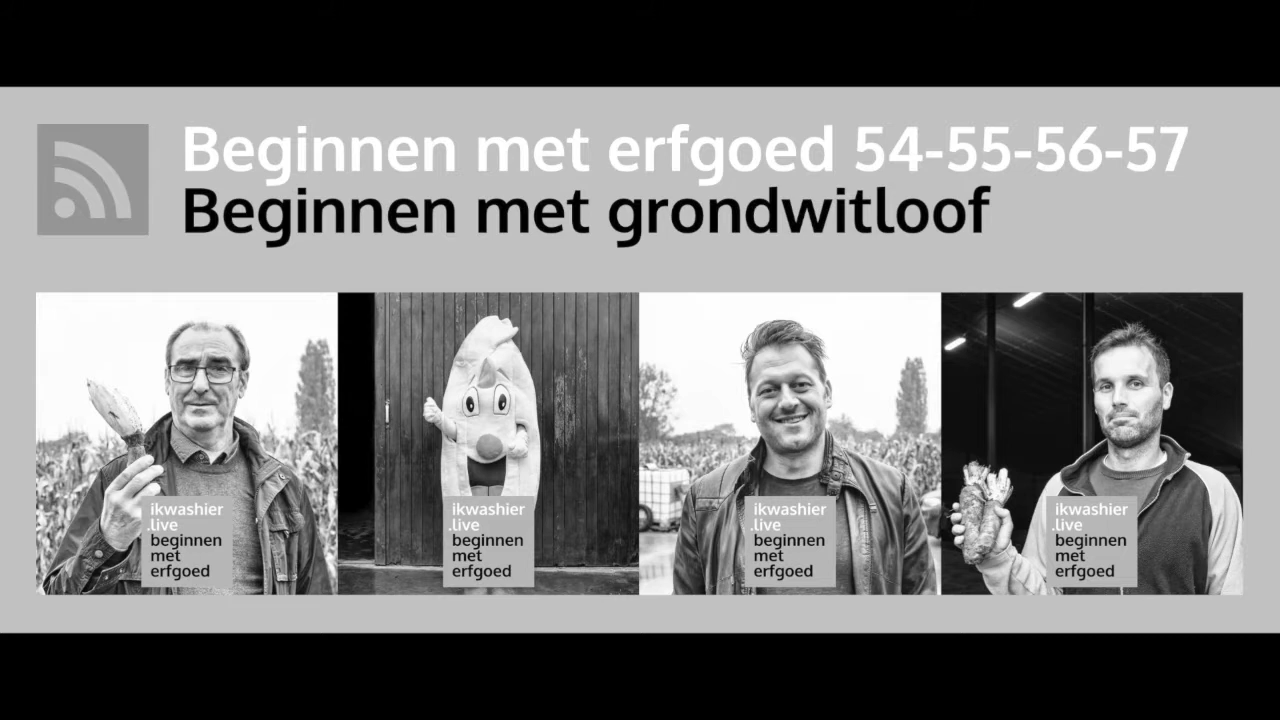 Beginnen met erfgoed 54-55-56-57
Beginnen met grondwitloof
ikwashier
.live
beginnen
met
erfgoed
ikwashier
.live
beginnen
met
erfgoed
ikwashier
.live
beginnen
met
erfgoed
ikwashier
.live
beginnen
met
erfgoed